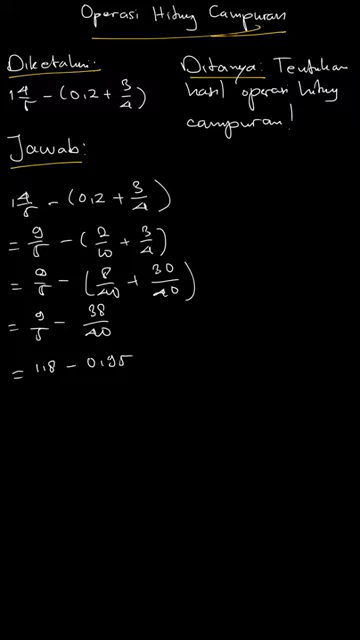 Operasi Hitung Campuran
Diketahui:
1 4/5 - (0,2 + 3/4)
Ditanya: Tentukan
hasil operasi hitung
campuran!
Jawab:
1 4/5 - (0,2 + 3/4)
= 9/5 - (2/10 + 3/4)
= 9/5 - (8/40 + 30/40)
= 9/5 - 38/40
= 1,8 - 0,95